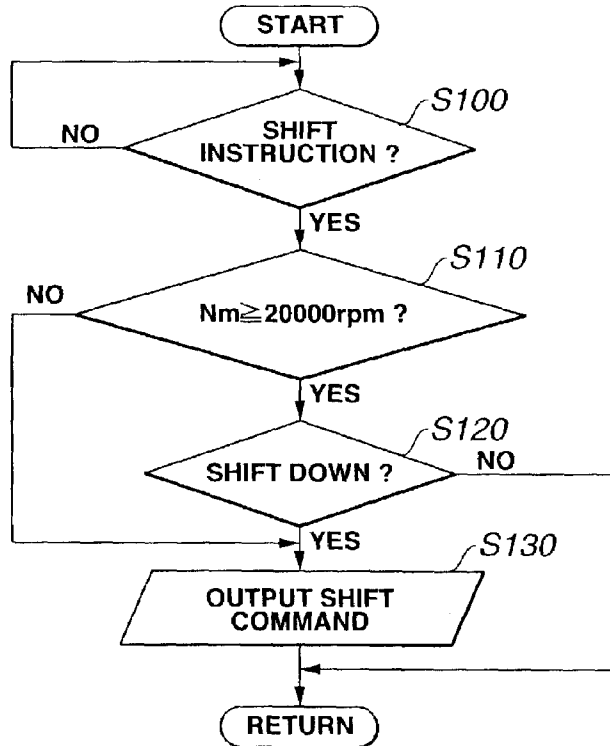 START
S100
NO
SHIFT
INSTRUCTION ?
YES
S110
NO
Nm≧20000rpm ?
YES
S120
SHIFT DOWN ?
NO
YES
S130
OUTPUT SHIFT
COMMAND
RETURN